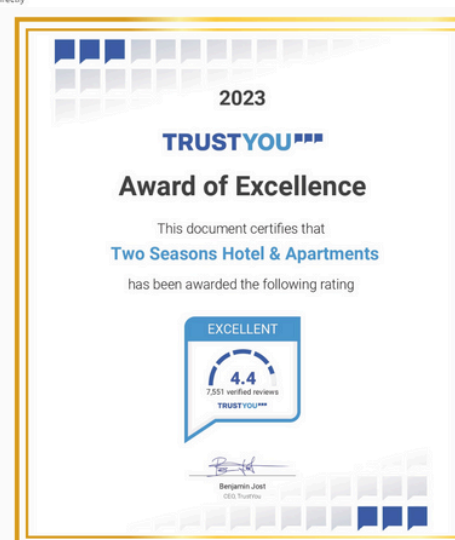 2023
TRUSTYOU
Award of Excellence
This document certifies that
Two Seasons Hotel & Apartments
has been awarded the following rating
EXCELLENT
4.4
7,551 verified reviews
TRUSTYOU
Benjamin Jost
CEO, TrustYou